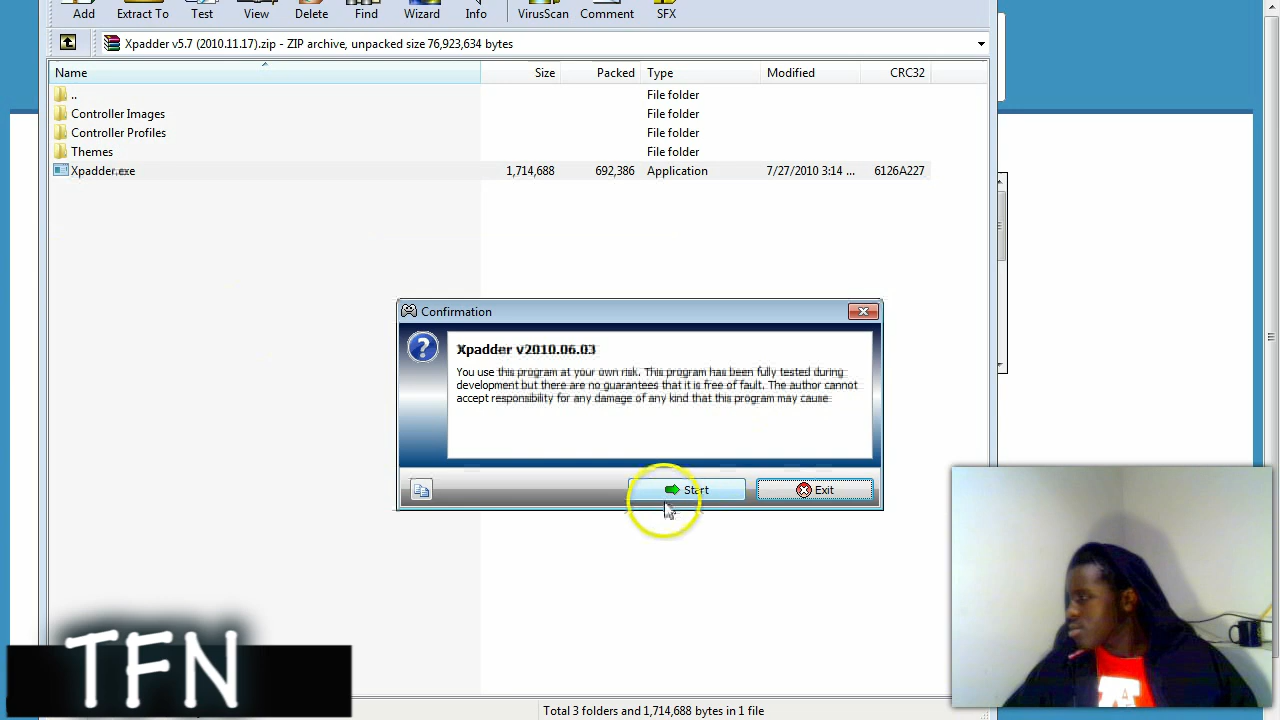 Add Extract To Test View Delete Find Wizard Info VirusScan Comment SFX
Xpadder v5.7 (2010.11.17).zip - ZIP archive, unpacked size 76,923,634 bytes
Name Size Packed Type Modified CRC32
.. File folder
Controller Images File folder
Controller Profiles File folder
Themes File folder
Xpadder.exe 1,714,688 692,386 Application 7/27/2010 3:14 ... 6126A227
Confirmation
Xpadder v2010.06.03
You use this program at your own risk. This program has been fully tested during
development but there are no guarantees that it is free of fault. The author cannot
accept responsibility for any damage of any kind that this program may cause
Start Exit
TFN
Total 3 folders and 1,714,688 bytes in 1 file